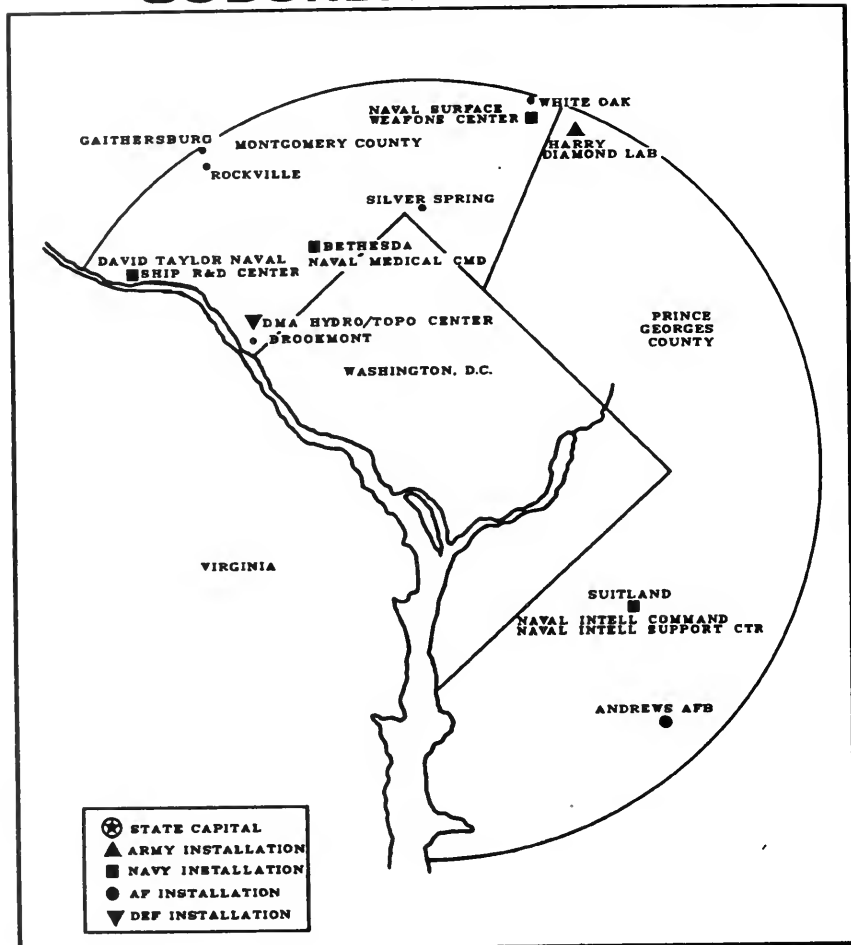 WHITE OAK
NAVAL SURFACE
WEAPONS CENTER
HARRY
DIAMOND LAB
GAITHERSBURG
MONTGOMERY COUNTY
ROCKVILLE
SILVER SPRING
BETHESDA
NAVAL MEDICAL CMD
DAVID TAYLOR NAVAL
SHIP R&D CENTER
DMA HYDRO/TOPO CENTER
BROOKMONT
PRINCE
GEORGES
COUNTY
WASHINGTON, D.C.
VIRGINIA
SUITLAND
NAVAL INTELL COMMAND
NAVAL INTELL SUPPORT CTR
ANDREWS AFB
STATE CAPITAL
ARMY INSTALLATION
NAVY INSTALLATION
AF INSTALLATION
DEF INSTALLATION